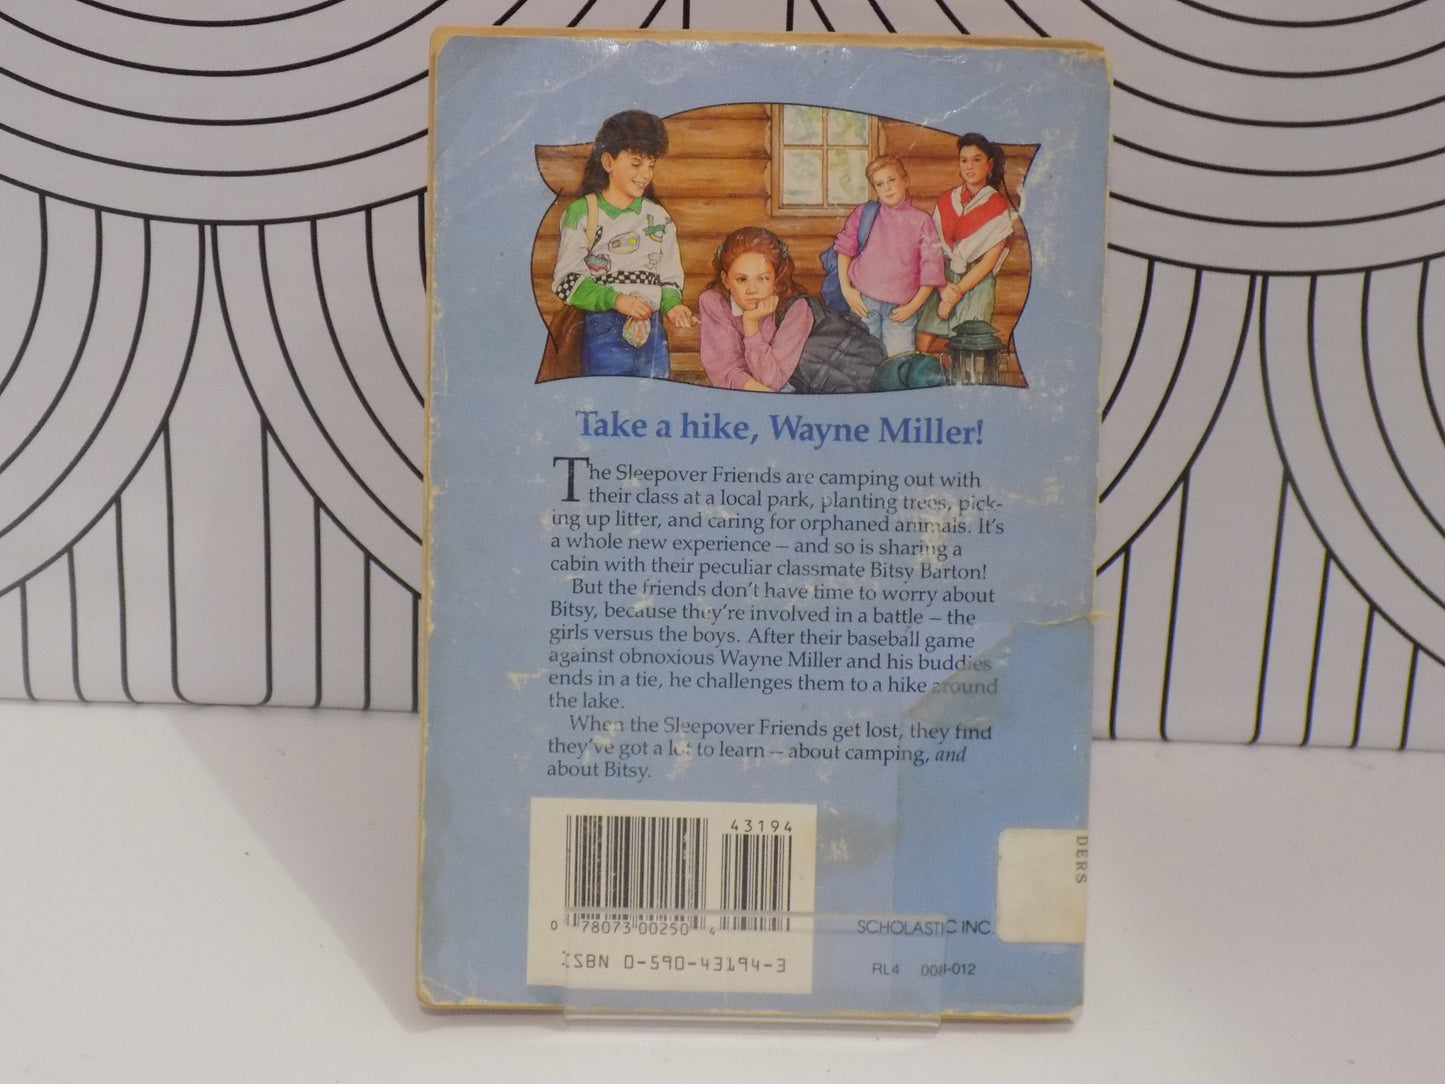 Take a hike, Wayne Miller!
The Sleepover Friends are camping out with
their class at a local park, planting trees, pick-
ing up litter, and caring for orphaned animals. It's
a whole new experience – and so is sharing a
cabin with their peculiar classmate Bitsy Barton!
But the friends don't have time to worry about
Bitsy, because they're involved in a battle – the
girls versus the boys. After their baseball game
against obnoxious Wayne Miller and his buddies
ends in a tie, he challenges them to a hike around
the lake.
When the Sleepover Friends get lost, they find
they've got a lot to learn – about camping, and
about Bitsy.
43194
0 78073 00250 4
ISBN 0-590-43194-3
SCHOLASTIC INC.
RL4 008-012
DERS